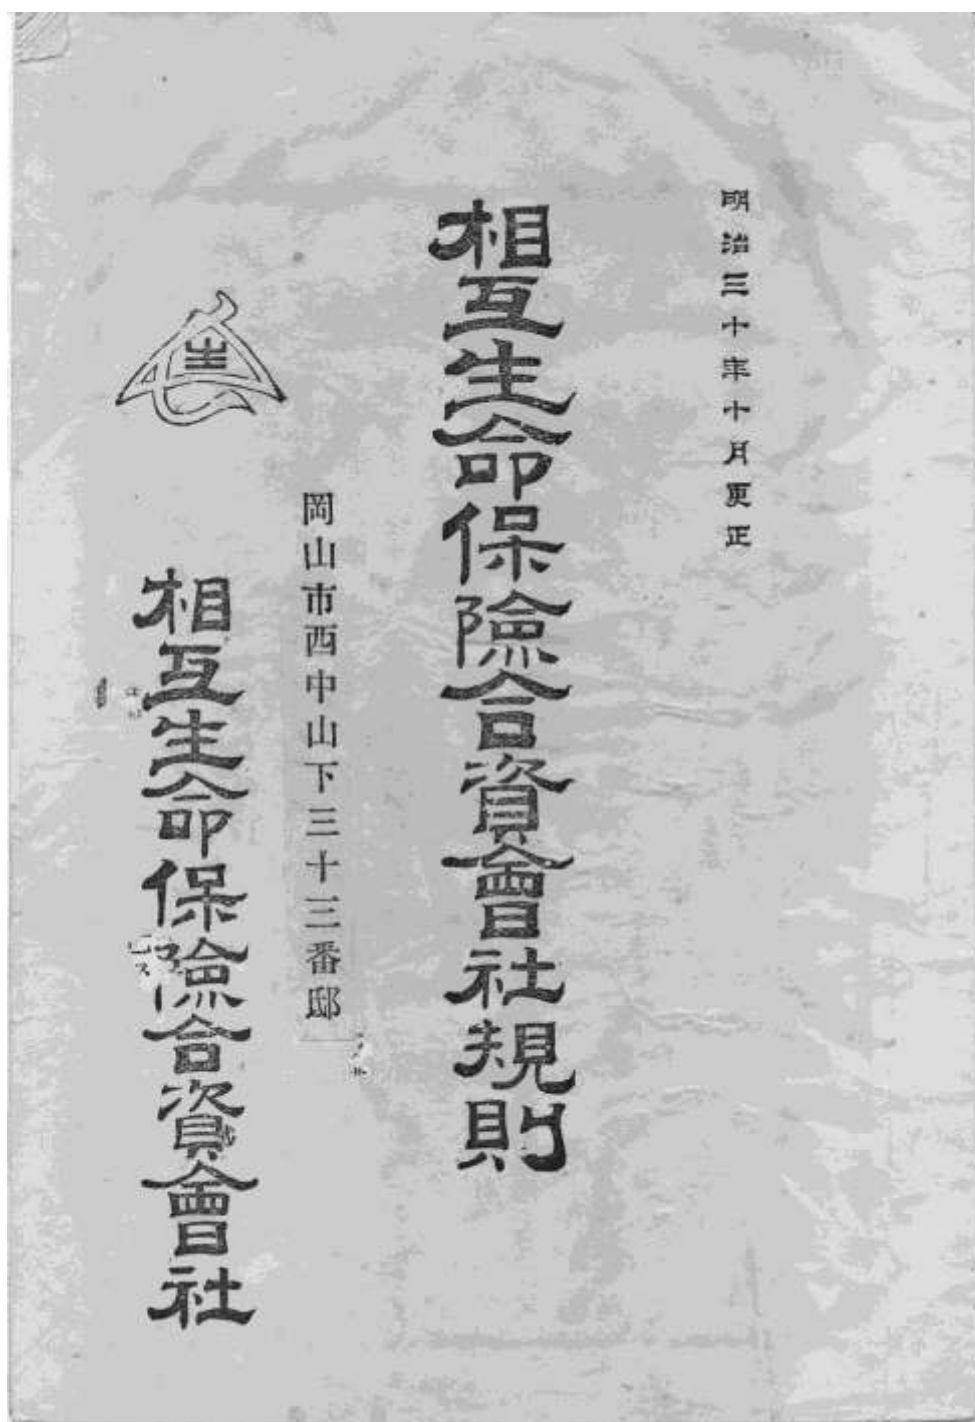 明治三十年十月更正
相互生命保險合資會社規則
岡山市西中山下三十三番邸
生
相互生命保險合資會社